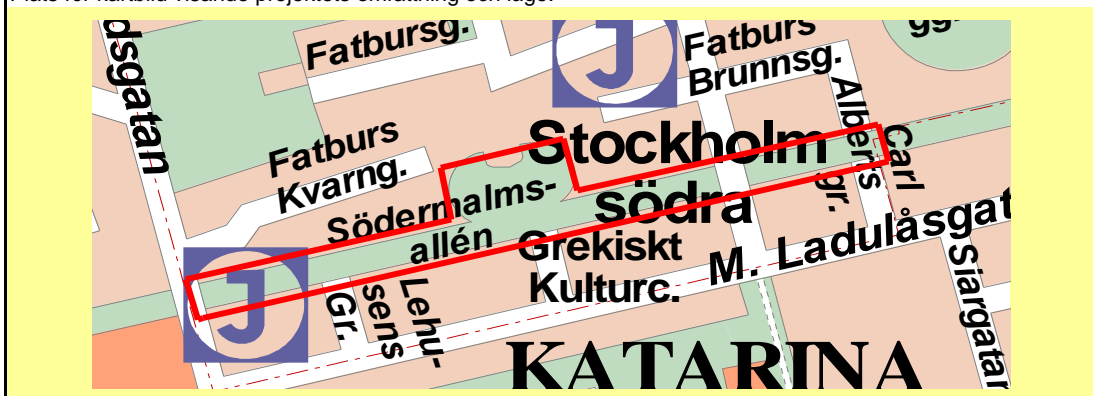 Fatbursg.
J
Fatburs
Brunnsg.
dsgatan
Alberts
gr.
Carl
Fatburs
Kvarng.
Stockholm
södra
Södermalms-
allén
Grekiskt
Kulturc.
M. Ladulåsgat
J
Gr.
Lehu-
sens
Siargatan
KATARINA